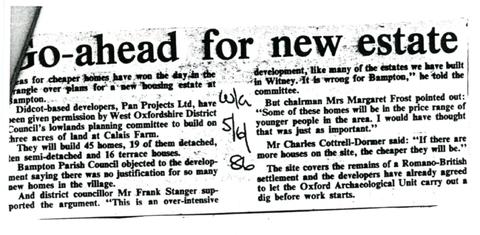 Go-ahead for new estate
eas for cheaper homes have won the day in the
rangle over plans for a new housing estate at
ampton.
Didcot-based developers, Pan Projects Ltd, have
een given permission by West Oxfordshire District
Council's lowlands planning committee to build on
hree acres of land at Calais Farm.
They will build 45 homes, 19 of them detached,
ten semi-detached and 16 terrace houses.
Bampton Parish Council objected to the develop-
ment saying there was no justification for so many
new homes in the village.
And district councillor Mr Frank Stanger sup-
ported the argument. "This is an over-intensive
W/a
5/6/
86
development, like many of the estates we have built
in Witney. It is wrong for Bampton," he told the
committee.
But chairman Mrs Margaret Frost pointed out:
"Some of these homes will be in the price range of
younger people in the area. I would have thought
that was just as important."
Mr Charles Cottrell-Dormer said: "If there are
more houses on the site, the cheaper they will be."
The site covers the remains of a Romano-British
settlement and the developers have already agreed
to let the Oxford Archaeological Unit carry out a
dig before work starts.